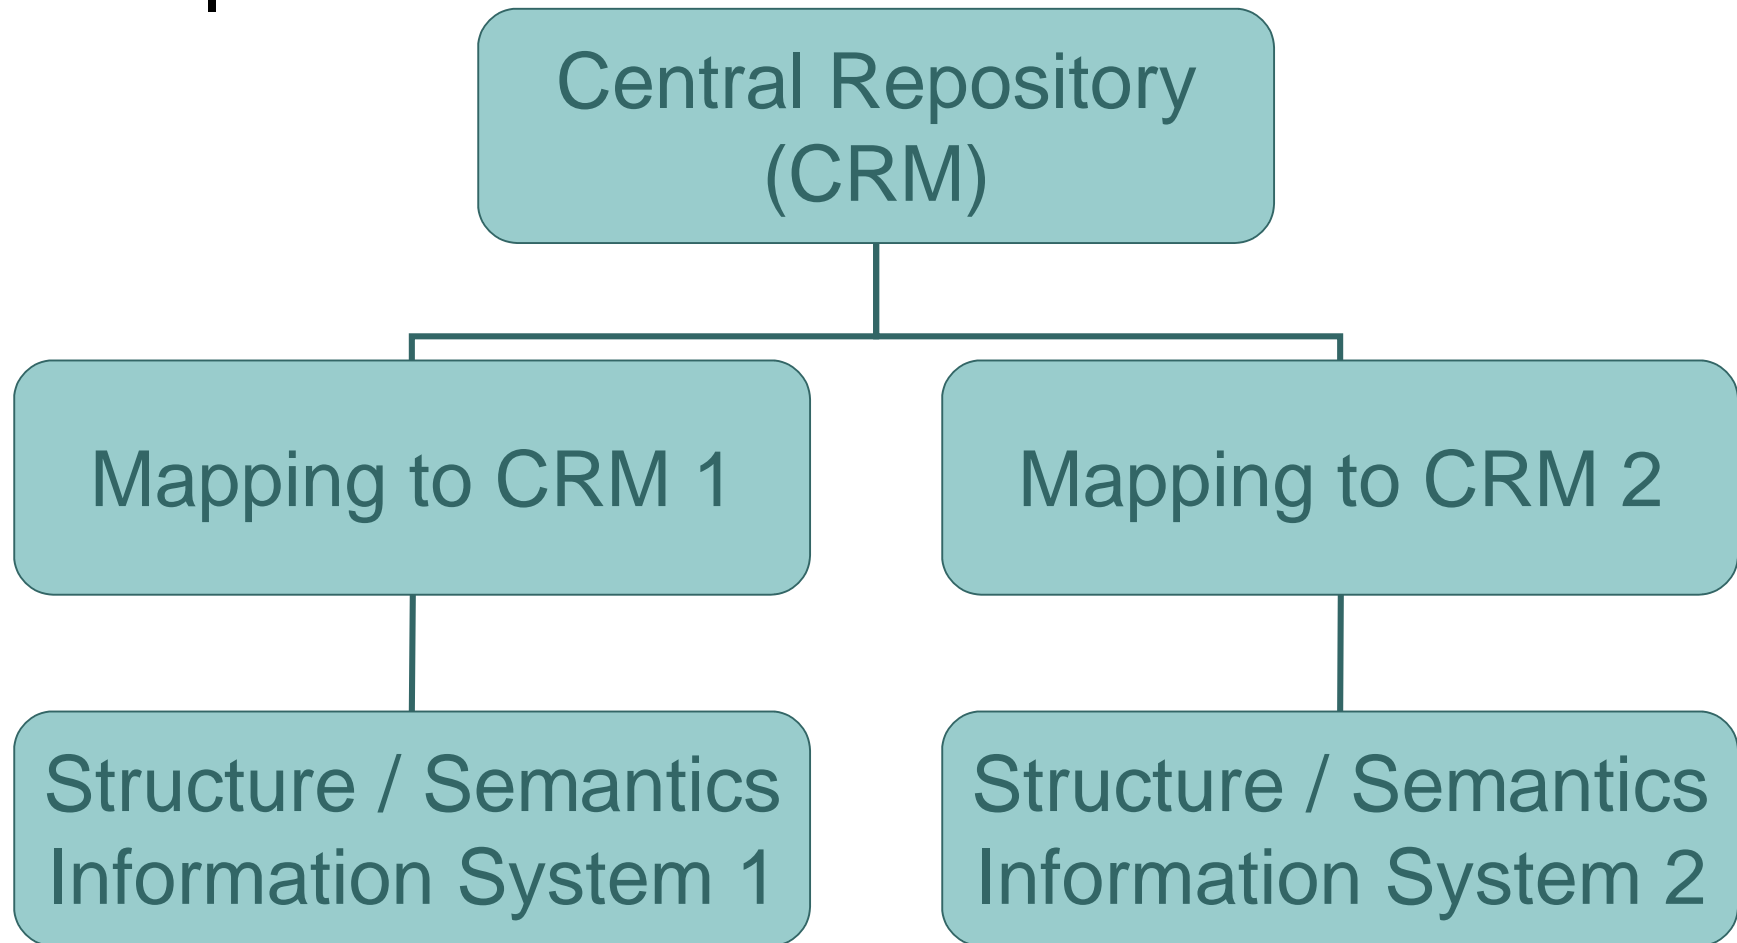 Central Repository
(CRM)
Mapping to CRM 1
Mapping to CRM 2
Structure / Semantics
Information System 1
Structure / Semantics
Information System 2